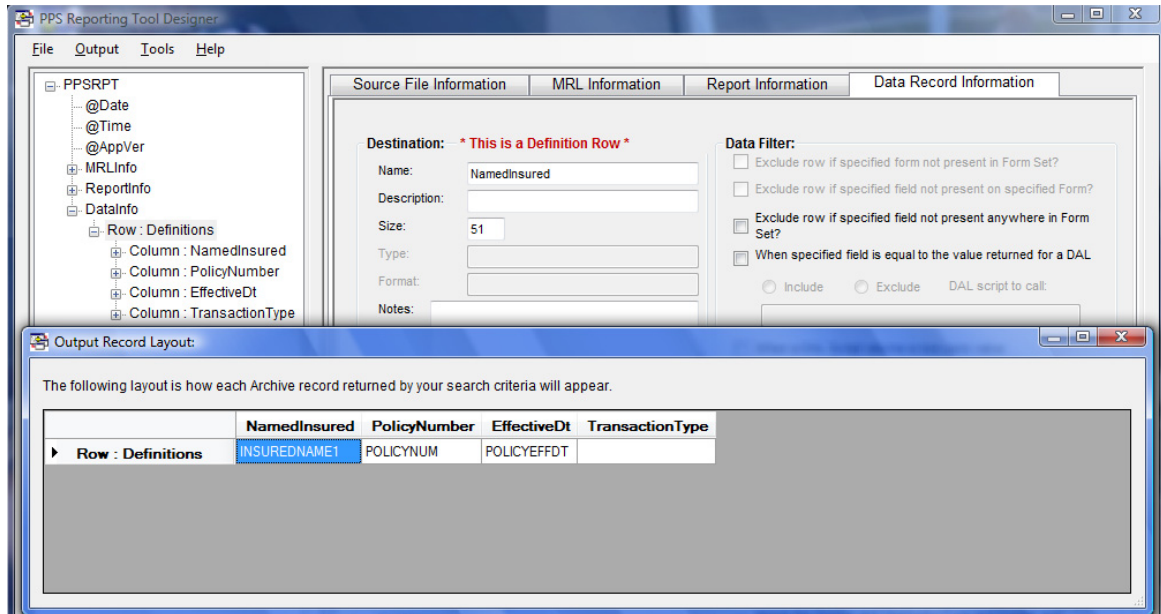 PPS Reporting Tool Designer
File Output Tools Help
PPSRPT
@Date
@Time
@AppVer
MRLInfo
ReportInfo
DataInfo
Row : Definitions
Column : NamedInsured
Column : PolicyNumber
Column : EffectiveDt
Column : TransactionType
Source File Information MRL Information Report Information Data Record Information
Destination: * This is a Definition Row *
Name: NamedInsured
Description:
Size: 51
Type:
Format:
Notes:
Data Filter:
Exclude row if specified form not present in Form Set?
Exclude row if specified field not present on specified Form?
Exclude row if specified field not present anywhere in Form
Set?
When specified field is equal to the value returned for a DAL
Include Exclude DAL script to call:
Output Record Layout:
The following layout is how each Archive record returned by your search criteria will appear.
NamedInsured PolicyNumber EffectiveDt TransactionType
Row : Definitions INSUREDNAME1 POLICYNUM POLICYEFFDT